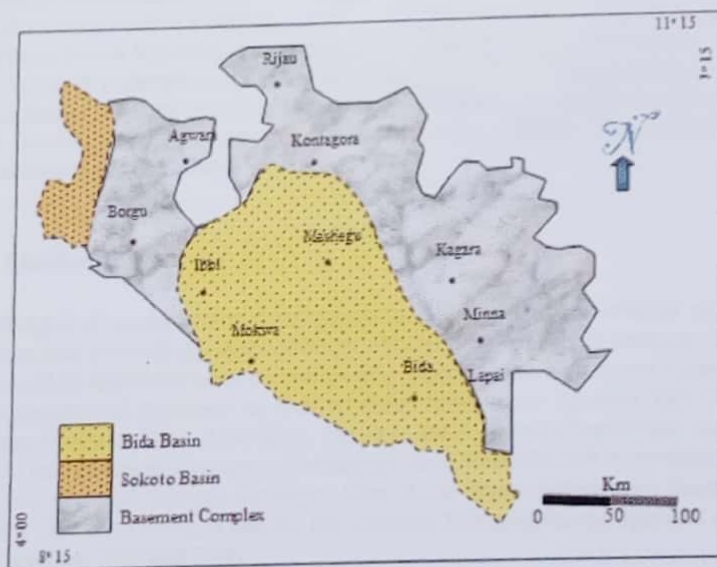 11° 15
3° 15
Rijau
N
Agwara
Kontagora
Borgu
Mashegu
Kagara
Ibbi
Minna
Mokwa
Bida
Lapai
Bida Basin
Sokoto Basin
Basement Complex
Km
0 50 100
4° 00
8° 15